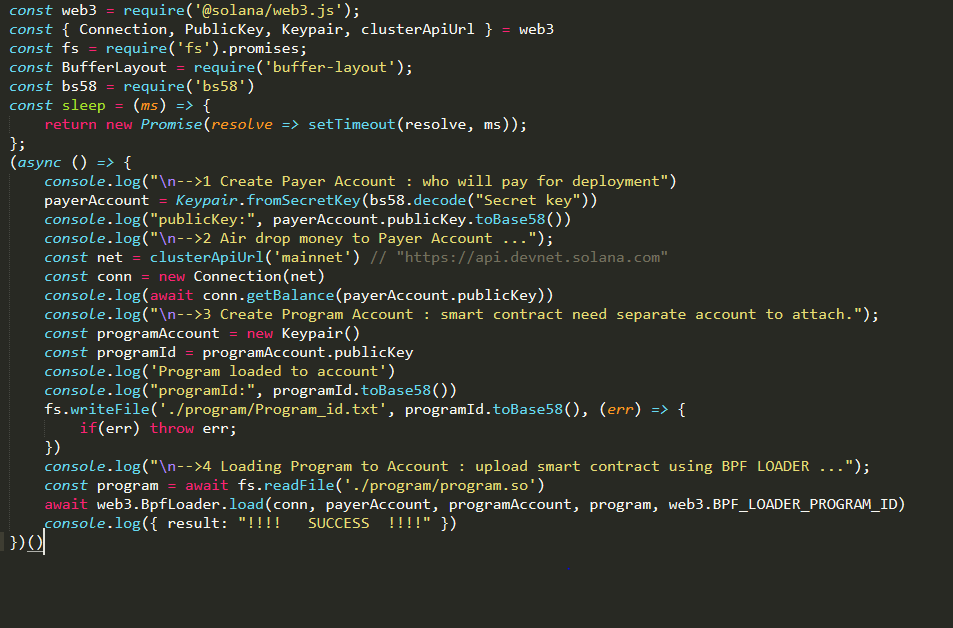 const web3 = require('@solana/web3.js');
const { Connection, PublicKey, Keypair, clusterApiUrl } = web3
const fs = require('fs').promises;
const BufferLayout = require('buffer-layout');
const bs58 = require('bs58')
const sleep = (ms) => {
    return new Promise(resolve => setTimeout(resolve, ms));
};
(async () => {
    console.log("\n-->1 Create Payer Account : who will pay for deployment")
    payerAccount = Keypair.fromSecretKey(bs58.decode("Secret key"))
    console.log("publicKey:", payerAccount.publicKey.toBase58())
    console.log("\n-->2 Air drop money to Payer Account ...");
    const net = clusterApiUrl('mainnet') // "https://api.devnet.solana.com"
    const conn = new Connection(net)
    console.log(await conn.getBalance(payerAccount.publicKey))
    console.log("\n-->3 Create Program Account : smart contract need separate account to attach.");
    const programAccount = new Keypair()
    const programId = programAccount.publicKey
    console.log('Program loaded to account')
    console.log("programId:", programId.toBase58())
    fs.writeFile('./program/Program_id.txt', programId.toBase58(), (err) => {
        if(err) throw err;
    })
    console.log("\n-->4 Loading Program to Account : upload smart contract using BPF LOADER ...");
    const program = await fs.readFile('./program/program.so')
    await web3.BpfLoader.load(conn, payerAccount, programAccount, program, web3.BPF_LOADER_PROGRAM_ID)
    console.log({ result: "!!!!   SUCCESS  !!!!" })
})()